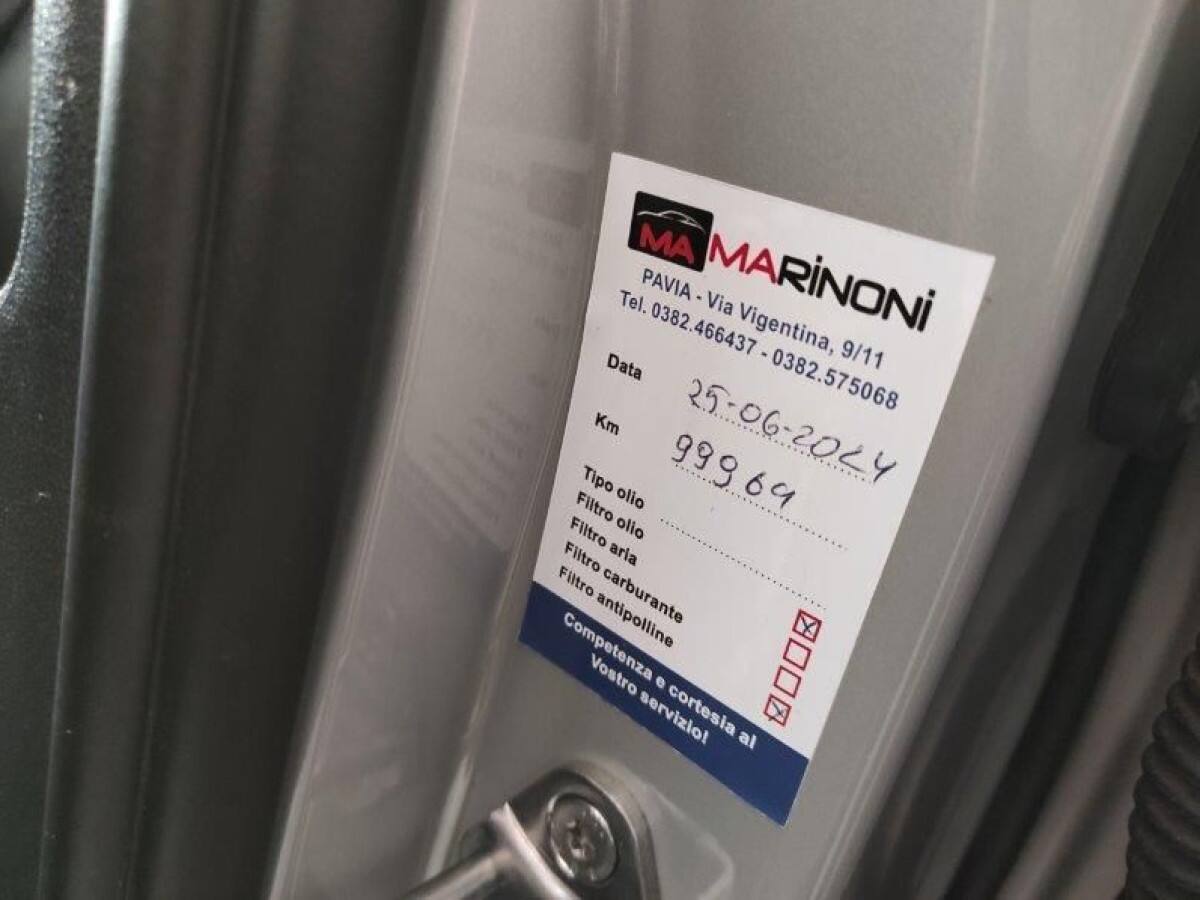 MA MARINONI
PAVIA - Via Vigentina, 9/11
Tel. 0382.466437 - 0382.575068
Data 25-06-2024
Km 99964
Tipo olio
Filtro olio
Filtro aria
Filtro carburante
Filtro antipolline
Competenza e cortesia al
Vostro servizio!